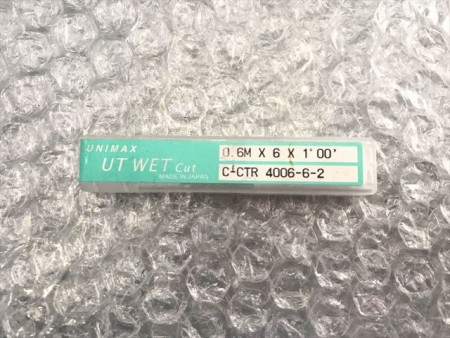 UNIMAX
UT WET Cut
MADE IN JAPAN
0.6M X 6 X 1°00'
C-CTR 4006-6-2